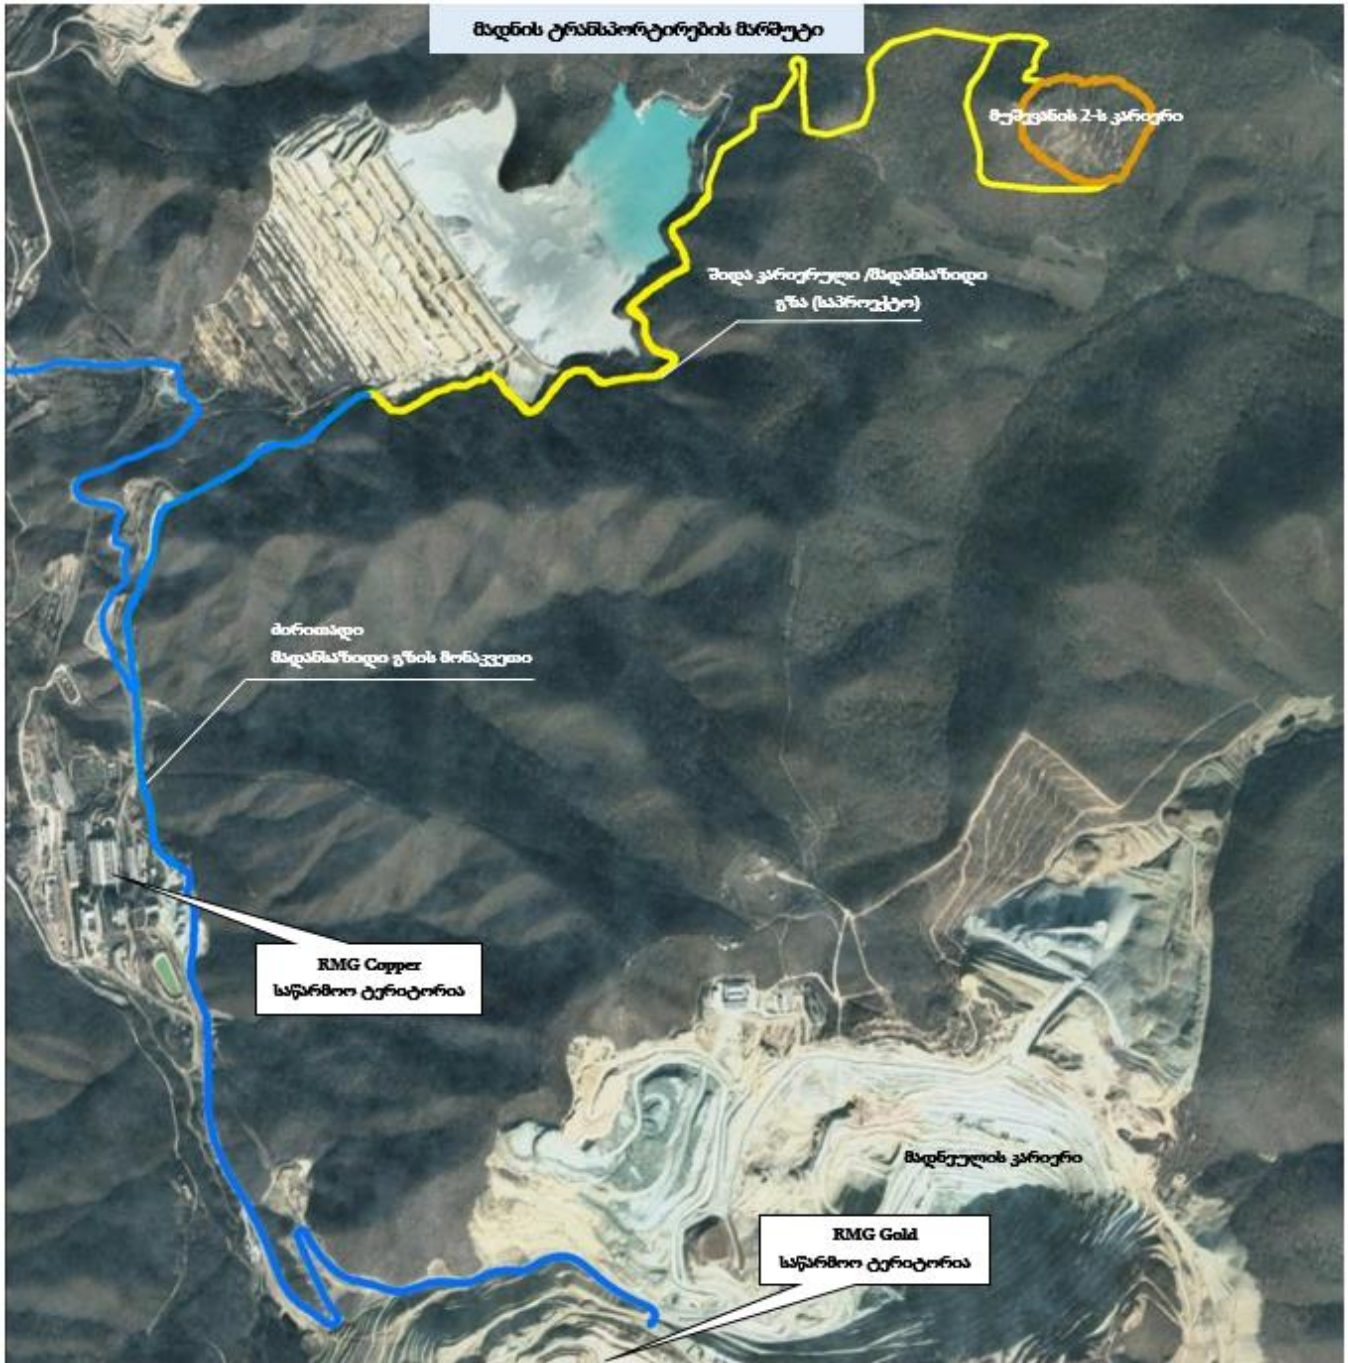 მადნის ტრანსპორტირების მარშუტი
მუშევანის 2-ს კარიერი
შიდა კარიერული /მადანსაზიდი
გზა (საპროექტო)
ძირითადი
მადანსაზიდი გზის მონაკვეთი
RMG Copper
საწარმოო ტერიტორია
მადნეულის კარიერი
RMG Gold
საწარმოო ტერიტორია